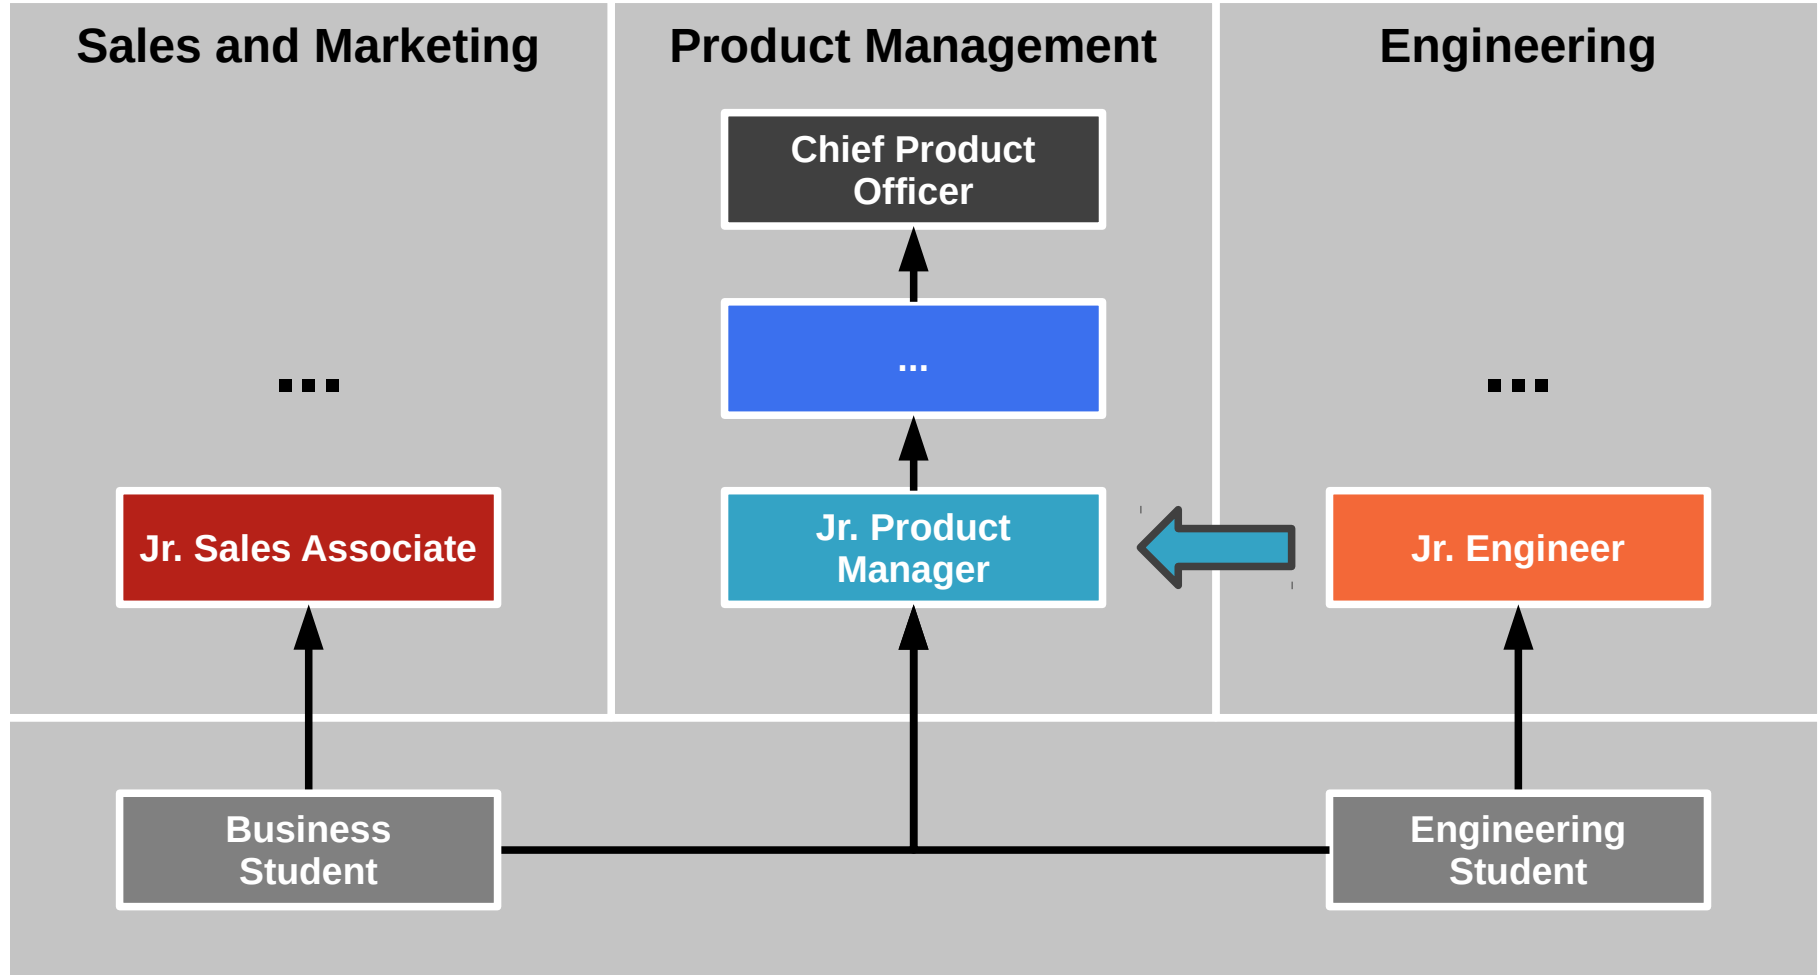 Sales and Marketing
Product Management
Engineering
Chief Product
Officer
...
...
...
Jr. Sales Associate
Jr. Product
Manager
Jr. Engineer
Business
Student
Engineering
Student